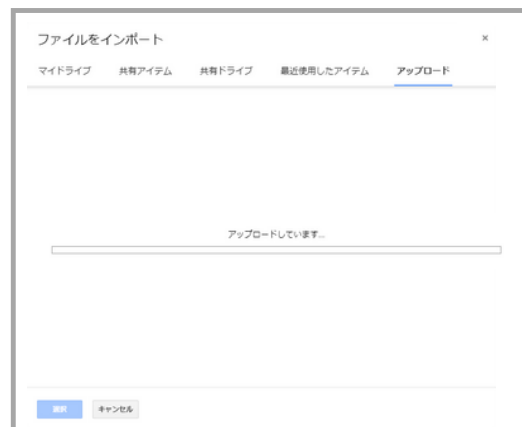 ファイルをインポート ×
マイドライブ 共有アイテム 共有ドライブ 最近使用したアイテム アップロード
アップロードしています...
選択 キャンセル